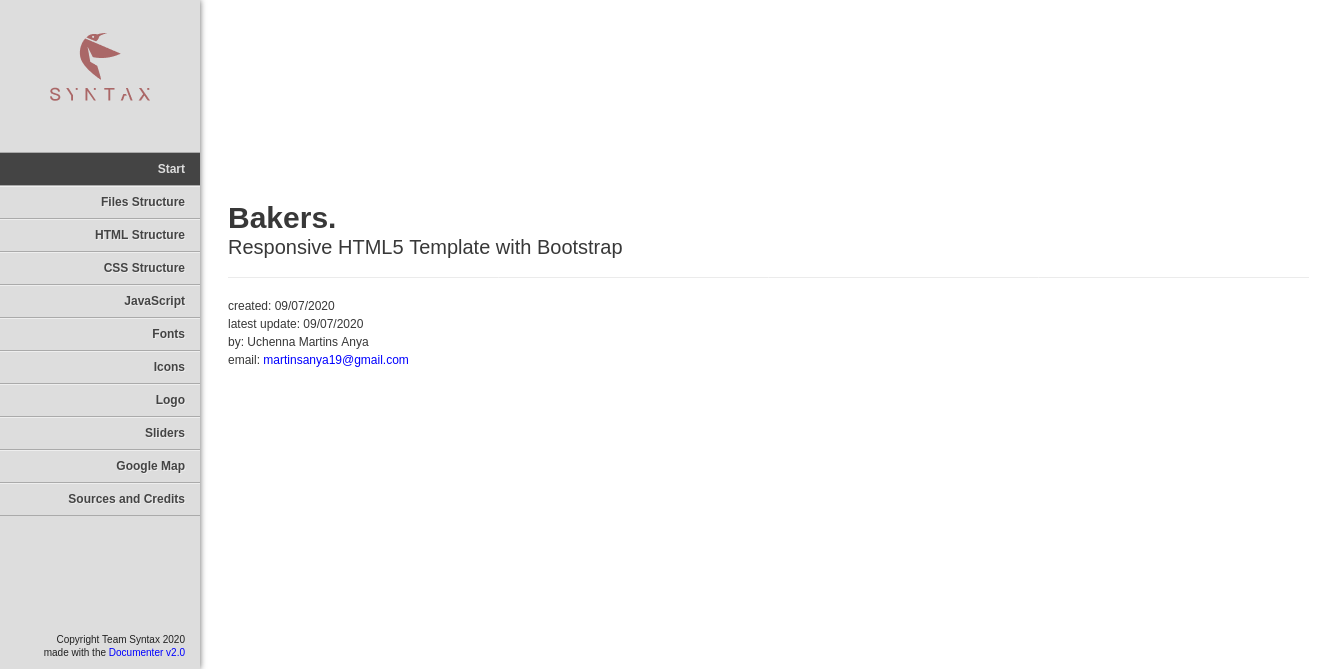 SYNTAX
Start
Files Structure
HTML Structure
CSS Structure
JavaScript
Fonts
Icons
Logo
Sliders
Google Map
Sources and Credits
Copyright Team Syntax 2020
made with the Documenter v2.0
Bakers.
Responsive HTML5 Template with Bootstrap
created: 09/07/2020
latest update: 09/07/2020
by: Uchenna Martins Anya
email: martinsanya19@gmail.com